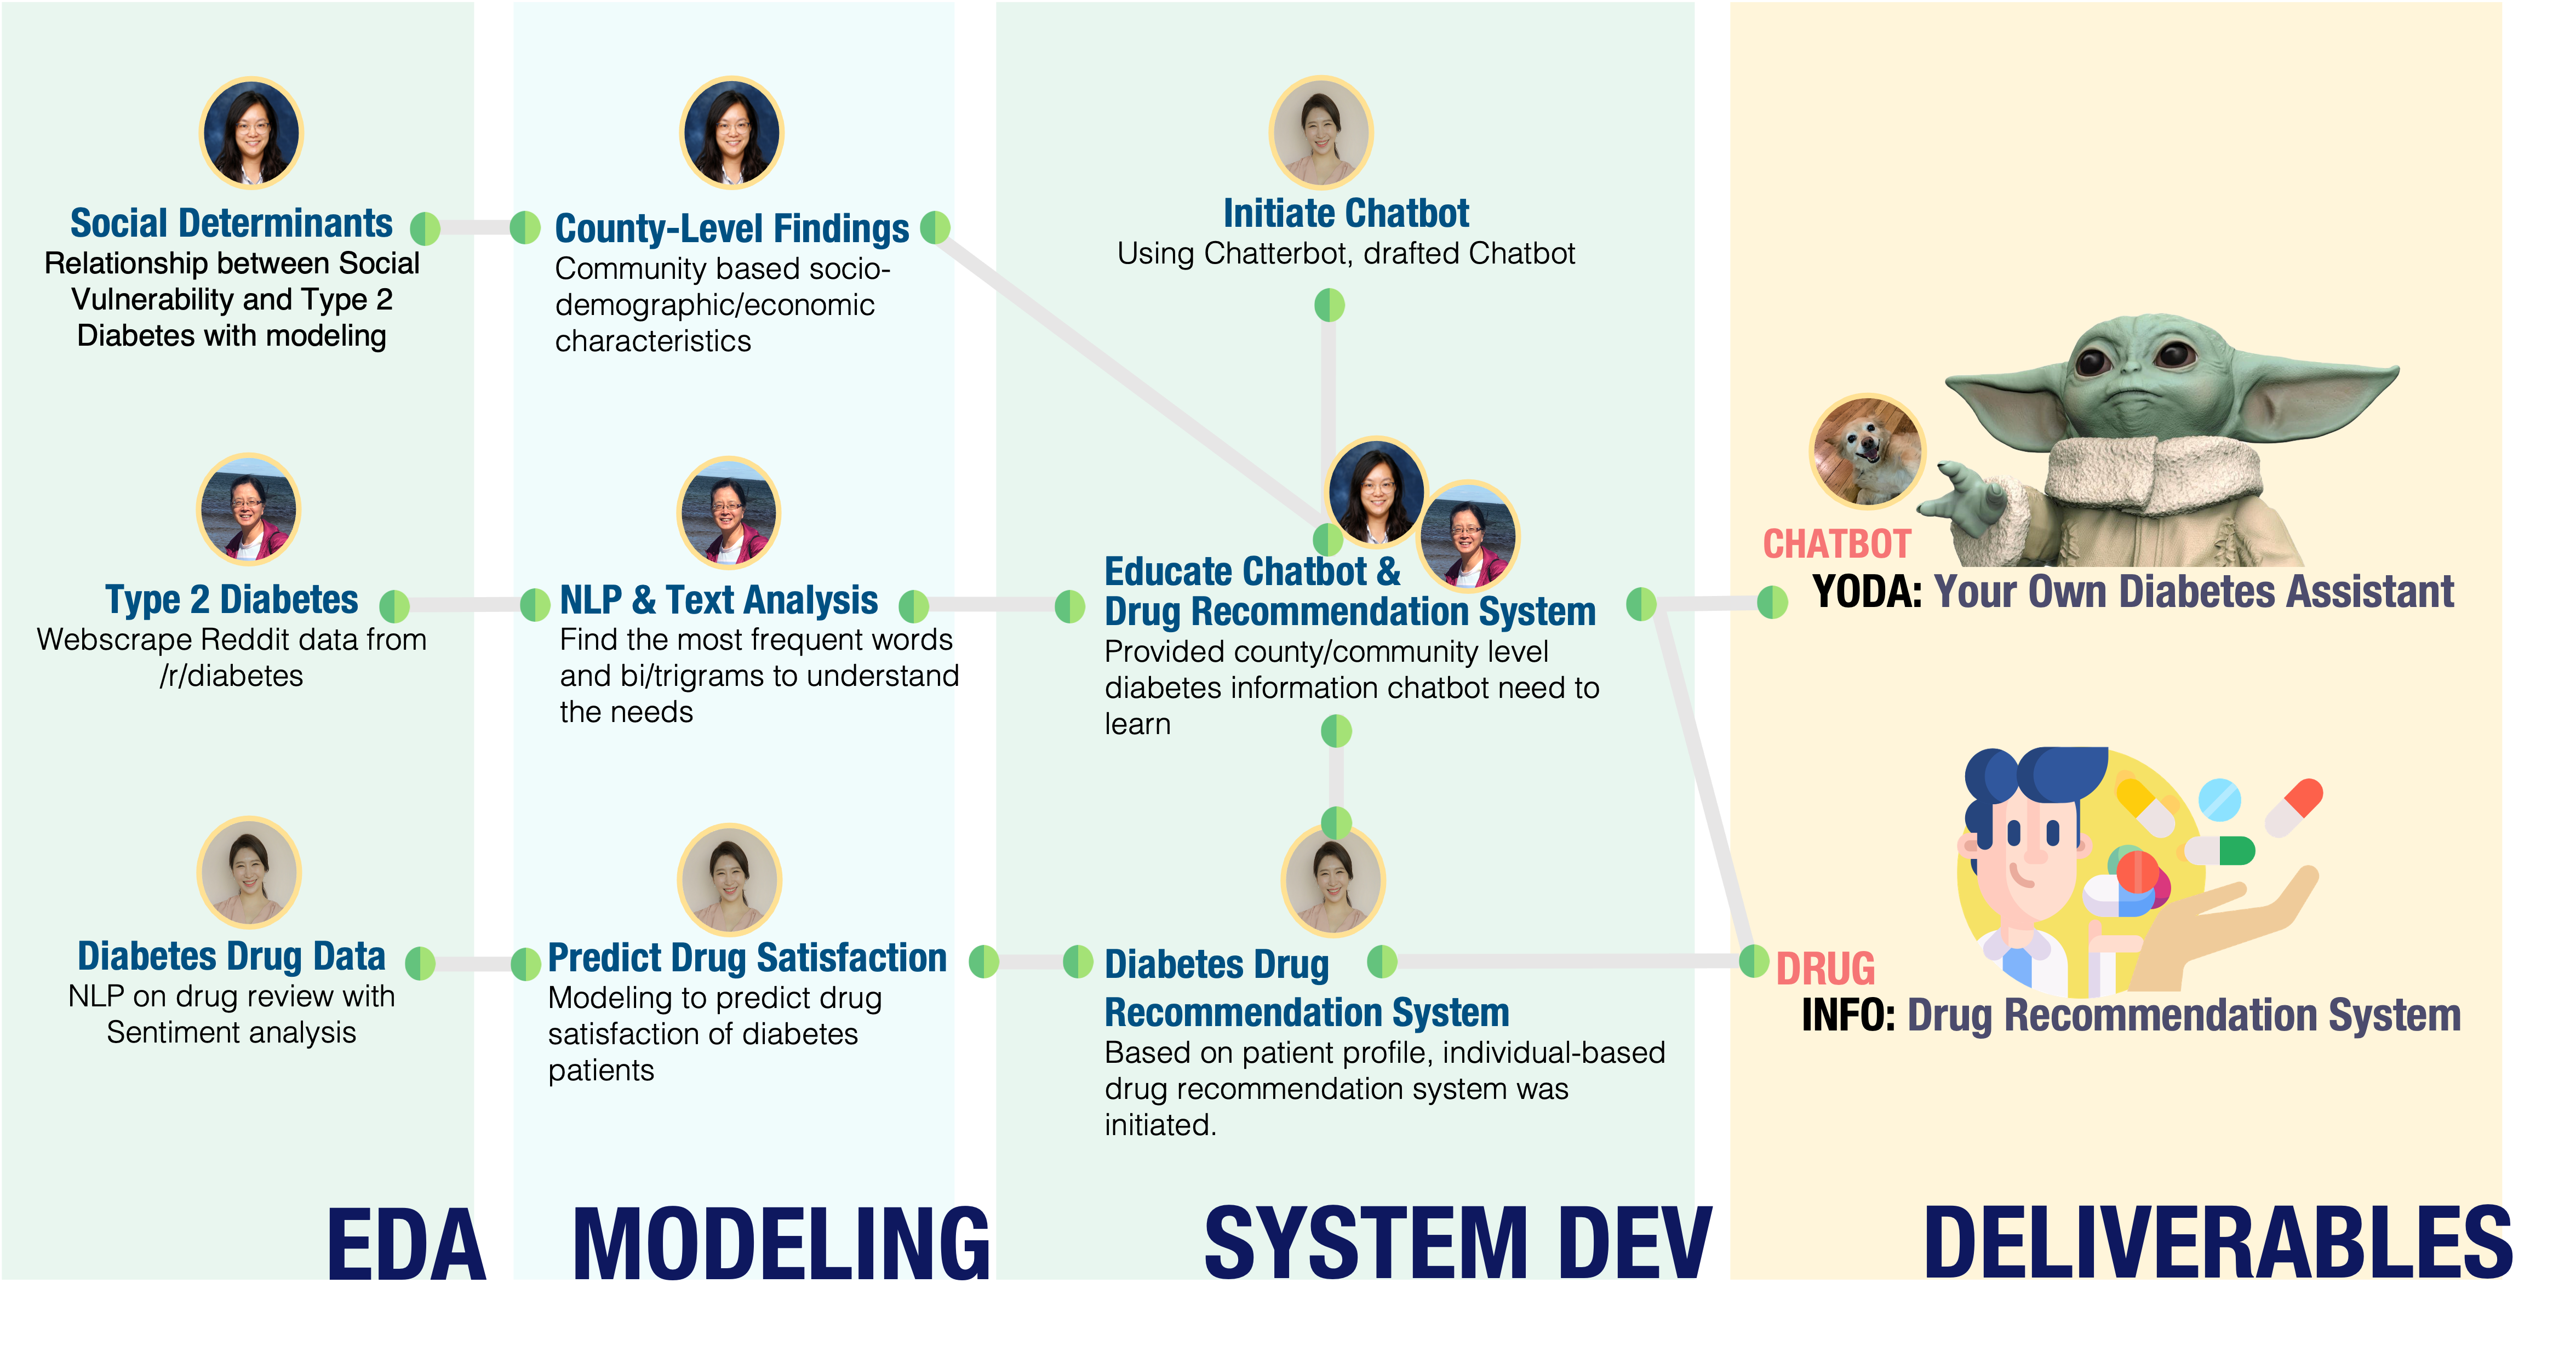 Social Determinants
Relationship between Social
Vulnerability and Type 2
Diabetes with modeling
Type 2 Diabetes
Webscrape Reddit data from
/r/diabetes
Diabetes Drug Data
NLP on drug review with
Sentiment analysis
EDA
County-Level Findings
Community based socio-
demographic/economic
characteristics
NLP & Text Analysis
Find the most frequent words
and bi/trigrams to understand
the needs
Predict Drug Satisfaction
Modeling to predict drug
satisfaction of diabetes
patients
MODELING
Initiate Chatbot
Using Chatterbot, drafted Chatbot
Educate Chatbot &
Drug Recommendation System
Provided county/community level
diabetes information chatbot need to
learn
Diabetes Drug
Recommendation System
Based on patient profile, individual-based
drug recommendation system was
initiated.
SYSTEM DEV
CHATBOT
YODA: Your Own Diabetes Assistant
DRUG
INFO: Drug Recommendation System
DELIVERABLES